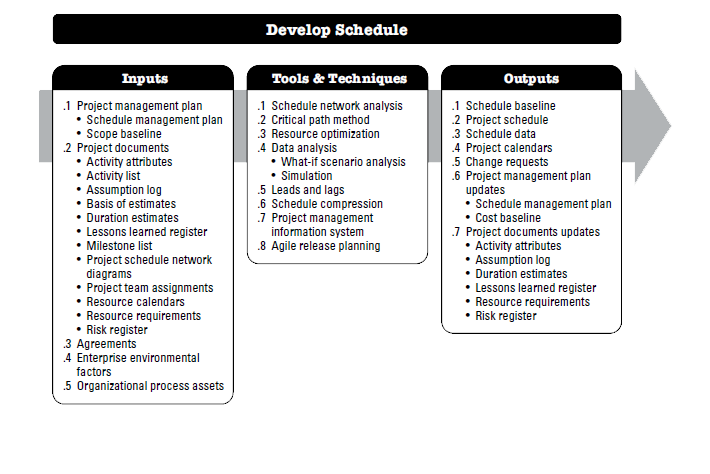 Develop Schedule
Inputs
.1 Project management plan
• Schedule management plan
• Scope baseline
.2 Project documents
• Activity attributes
• Activity list
• Assumption log
• Basis of estimates
• Duration estimates
• Lessons learned register
• Milestone list
• Project schedule network
diagrams
• Project team assignments
• Resource calendars
• Resource requirements
• Risk register
.3 Agreements
.4 Enterprise environmental
factors
.5 Organizational process assets
Tools & Techniques
.1 Schedule network analysis
.2 Critical path method
.3 Resource optimization
.4 Data analysis
• What-if scenario analysis
• Simulation
.5 Leads and lags
.6 Schedule compression
.7 Project management
information system
.8 Agile release planning
Outputs
.1 Schedule baseline
.2 Project schedule
.3 Schedule data
.4 Project calendars
.5 Change requests
.6 Project management plan
updates
• Schedule management plan
• Cost baseline
.7 Project documents updates
• Activity attributes
• Assumption log
• Duration estimates
• Lessons learned register
• Resource requirements
• Risk register